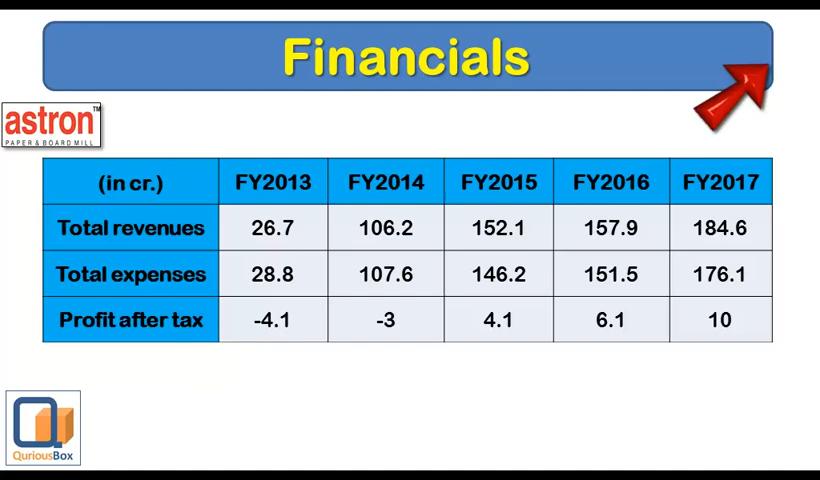 Financials
astron™
PAPER & BOARD MILL
(in cr.) FY2013 FY2014 FY2015 FY2016 FY2017
Total revenues 26.7 106.2 152.1 157.9 184.6
Total expenses 28.8 107.6 146.2 151.5 176.1
Profit after tax -4.1 -3 4.1 6.1 10
QuriousBox